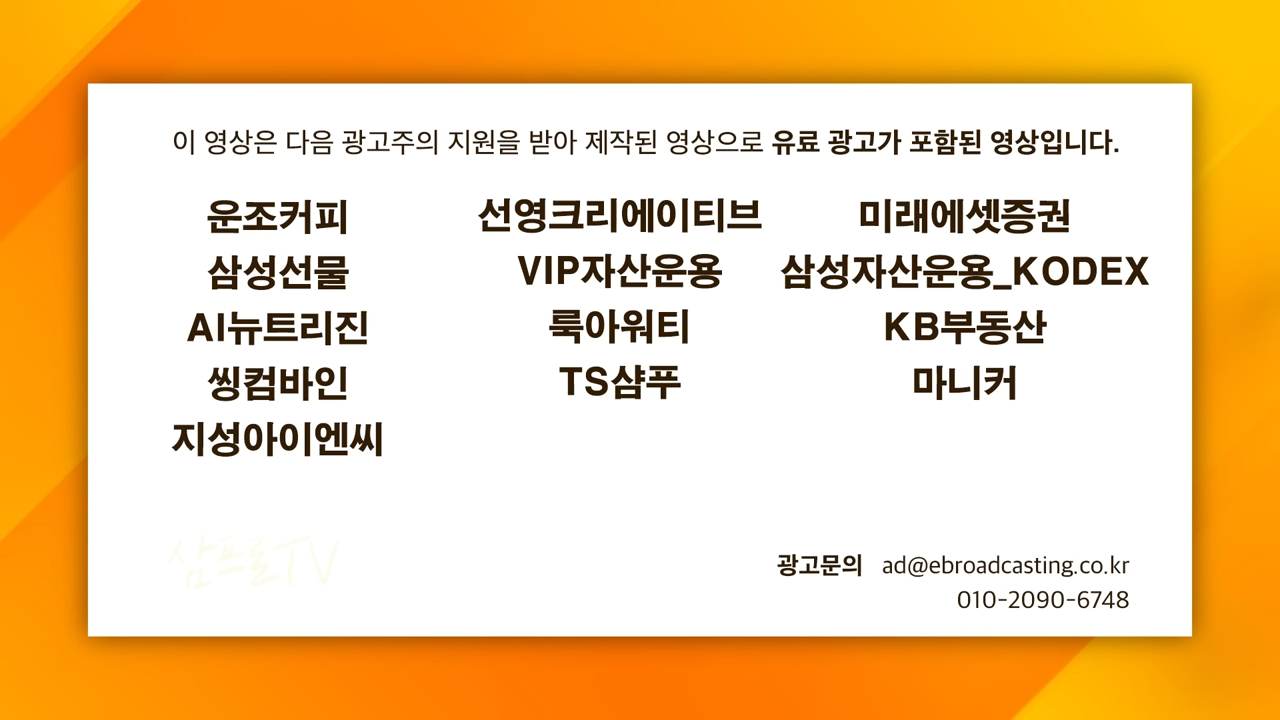 이 영상은 다음 광고주의 지원을 받아 제작된 영상으로 유료 광고가 포함된 영상입니다.
운조커피 선영크리에이티브 미래에셋증권
삼성선물 VIP자산운용 삼성자산운용_KODEX
AI뉴트리진 룩아워티 KB부동산
씽컴바인 TS샴푸 마니커
지성아이엔씨
삼프로TV
광고문의 ad@ebroadcasting.co.kr
010-2090-6748